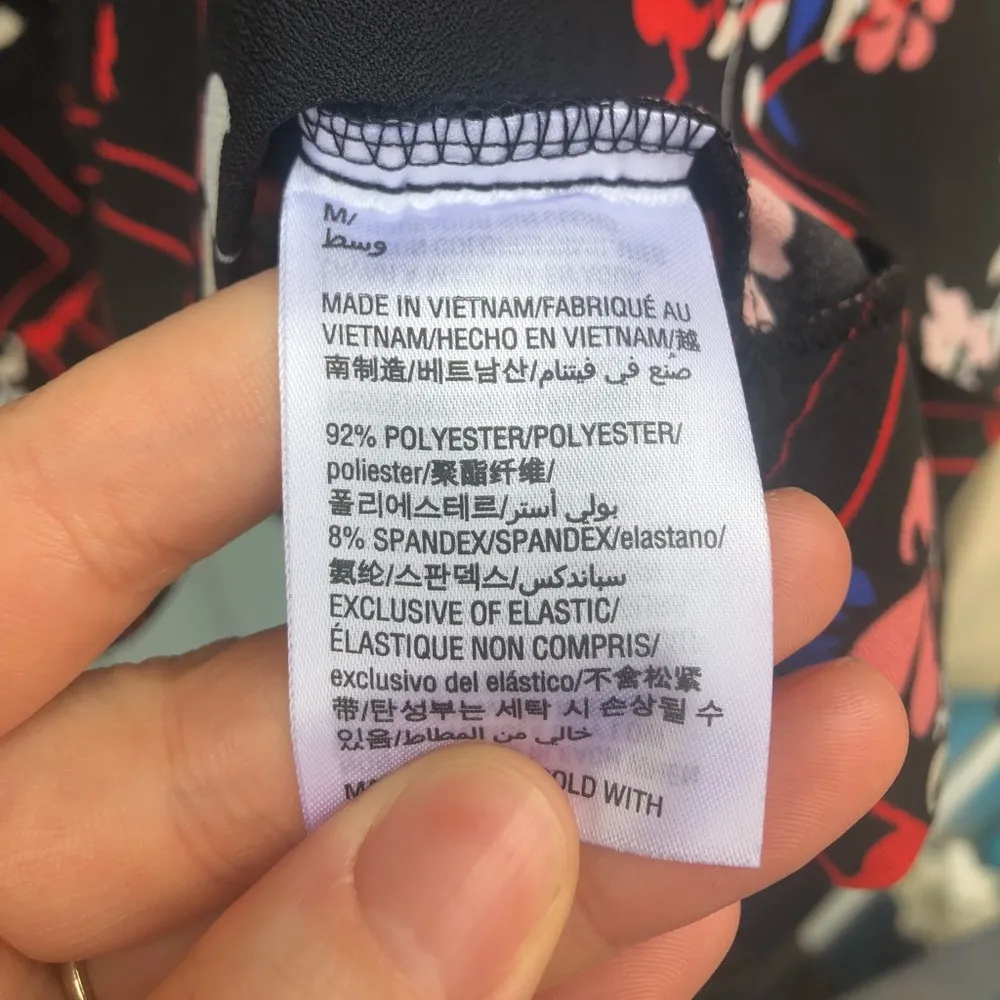 M/
وسط
MADE IN VIETNAM/FABRIQUÉ AU
VIETNAM/HECHO EN VIETNAM/越
南制造/베트남산/صُنع في فيتنام
92% POLYESTER/POLYESTER/
poliester/聚酯纤维/
폴리에스테르/بولي أستر
8% SPANDEX/SPANDEX/elastano/
氨纶/스판덱스/سباندكس
EXCLUSIVE OF ELASTIC/
ÉLASTIQUE NON COMPRIS/
exclusivo del elástico/不含松紧
带/탄성부는 세탁 시 손상될 수
있음/خالي من المطاط
WITH